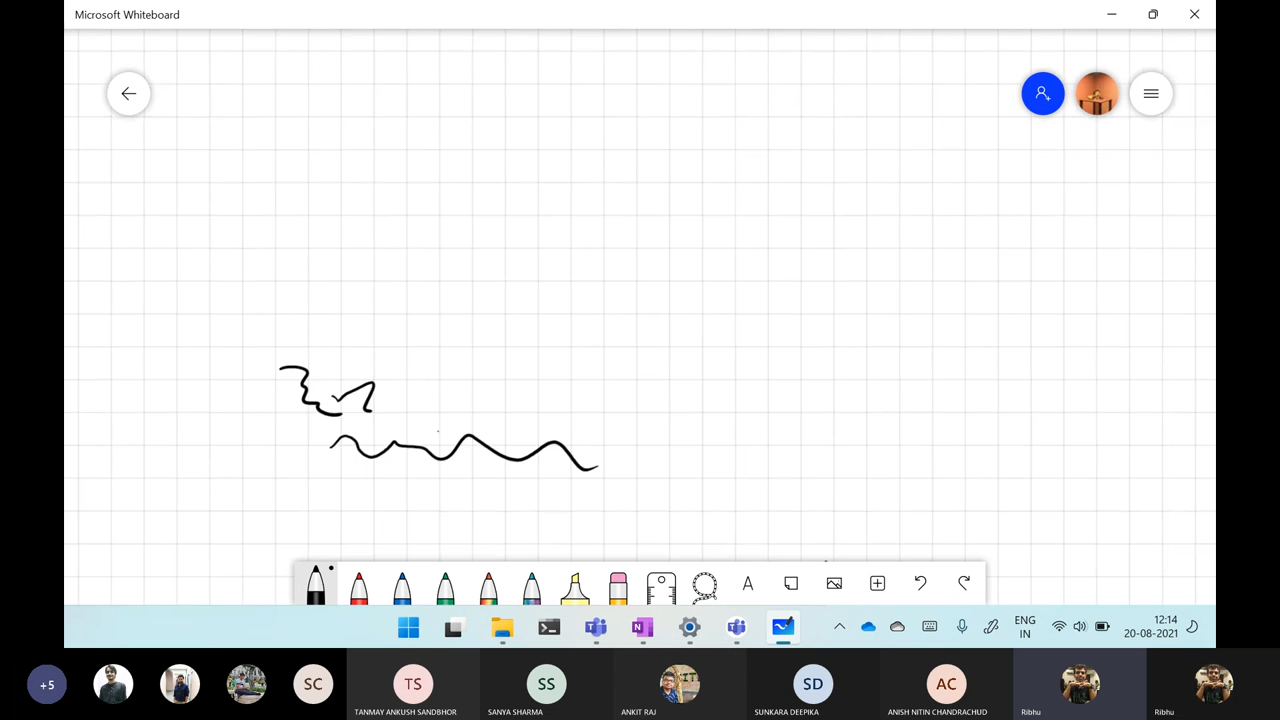 Microsoft Whiteboard
A
ENG
IN
12:14
20-08-2021
+5
SC
TS
TANMAY ANKUSH SANDBHOR
SS
SANYA SHARMA
ANKIT RAJ
SD
SUNKARA DEEPIKA
AC
ANISH NITIN CHANDRACHUD
Ribhu
Ribhu